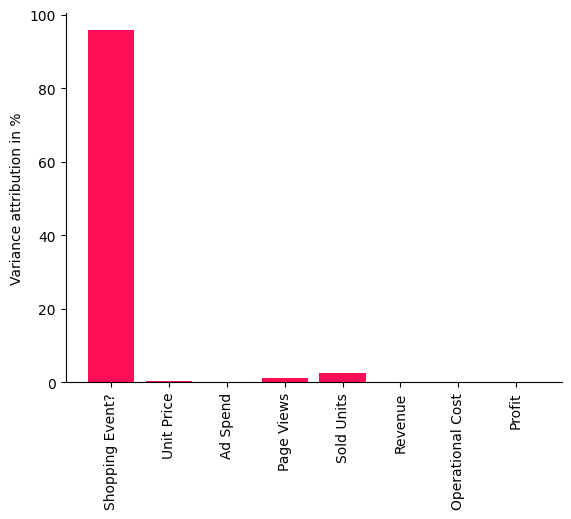 Variance attribution in %
100
80
60
40
20
0
Shopping Event?
Unit Price
Ad Spend
Page Views
Sold Units
Revenue
Operational Cost
Profit